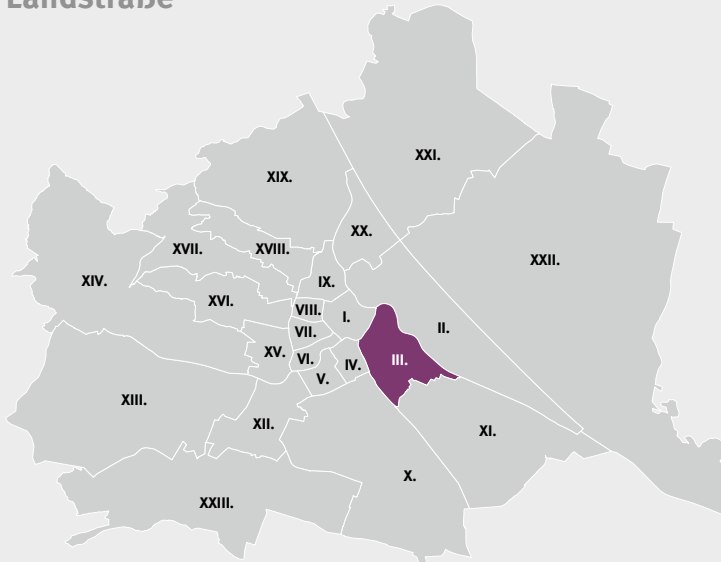 Landstraße
XXI.
XIX.
XX.
XVII.
XVIII.
XXII.
XIV.
IX.
XVI.
VIII.
I.
II.
VII.
XV.
VI.
IV.
III.
V.
XIII.
XII.
XI.
X.
XXIII.